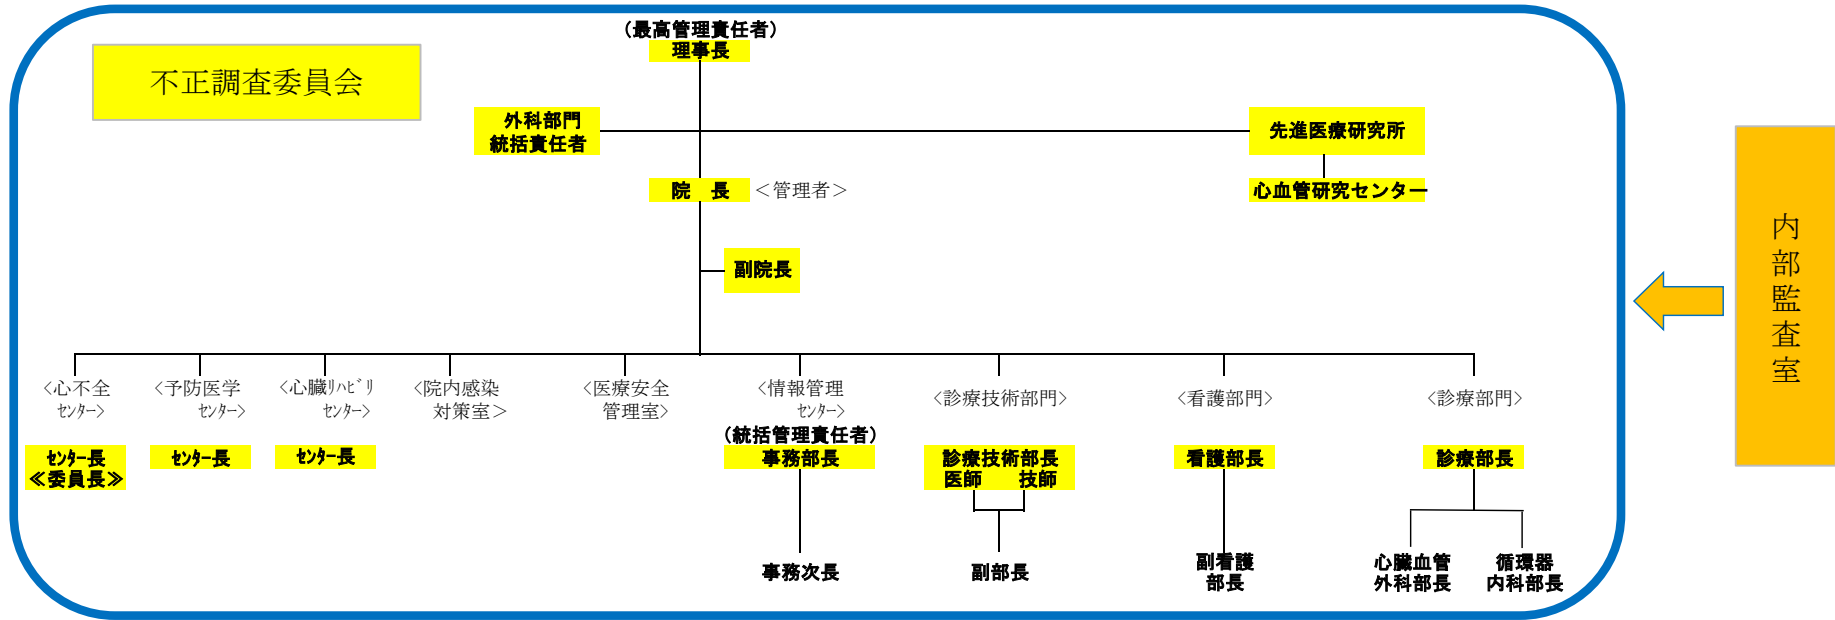 (最高管理責任者)
理事長
不正調査委員会
外科部門
統括責任者
先進医療研究所
院　長
＜管理者＞
心血管研究センター
副院長
内部監査室
<心不全
ｾﾝﾀｰ>
<予防医学
ｾﾝﾀｰ>
<心臓ﾘﾊﾋﾞﾘ
ｾﾝﾀｰ>
<院内感染
対策室＞
<医療安全
管理室>
<情報管理
ｾﾝﾀｰ>
<診療技術部門>
<看護部門>
<診療部門>
(統括管理責任者)
ｾﾝﾀｰ長
≪委員長≫
ｾﾝﾀｰ長
ｾﾝﾀｰ長
事務部長
診療技術部長
医師　技師
看護部長
診療部長
事務次長
副部長
副看護
部長
心臓血管
外科部長
循環器
内科部長